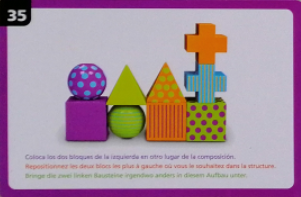 35
Coloca los dos bloques de la izquierda en otro lugar de la composición.
Repositionnez les deux blocs les plus à gauche où vous le souhaitez dans la structure.
Bringe die zwei linken Bausteine irgendwo anders in diesem Aufbau unter.